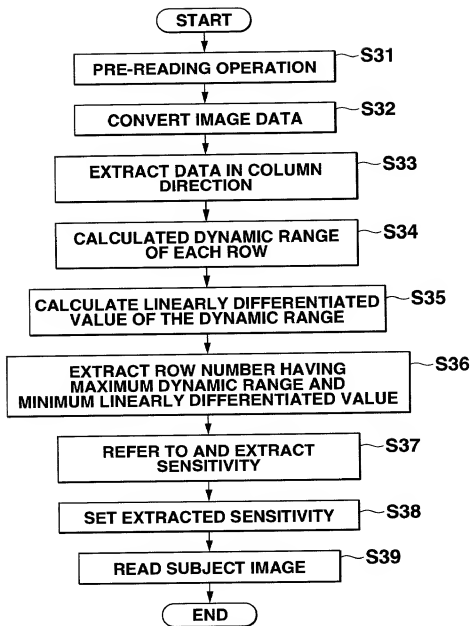 START
S31
PRE-READING OPERATION
S32
CONVERT IMAGE DATA
S33
EXTRACT DATA IN COLUMN
DIRECTION
S34
CALCULATED DYNAMIC RANGE
OF EACH ROW
S35
CALCULATE LINEARLY DIFFERENTIATED
VALUE OF THE DYNAMIC RANGE
S36
EXTRACT ROW NUMBER HAVING
MAXIMUM DYNAMIC RANGE AND
MINIMUM LINEARLY DIFFERENTIATED VALUE
S37
REFER TO AND EXTRACT
SENSITIVITY
S38
SET EXTRACTED SENSITIVITY
S39
READ SUBJECT IMAGE
END